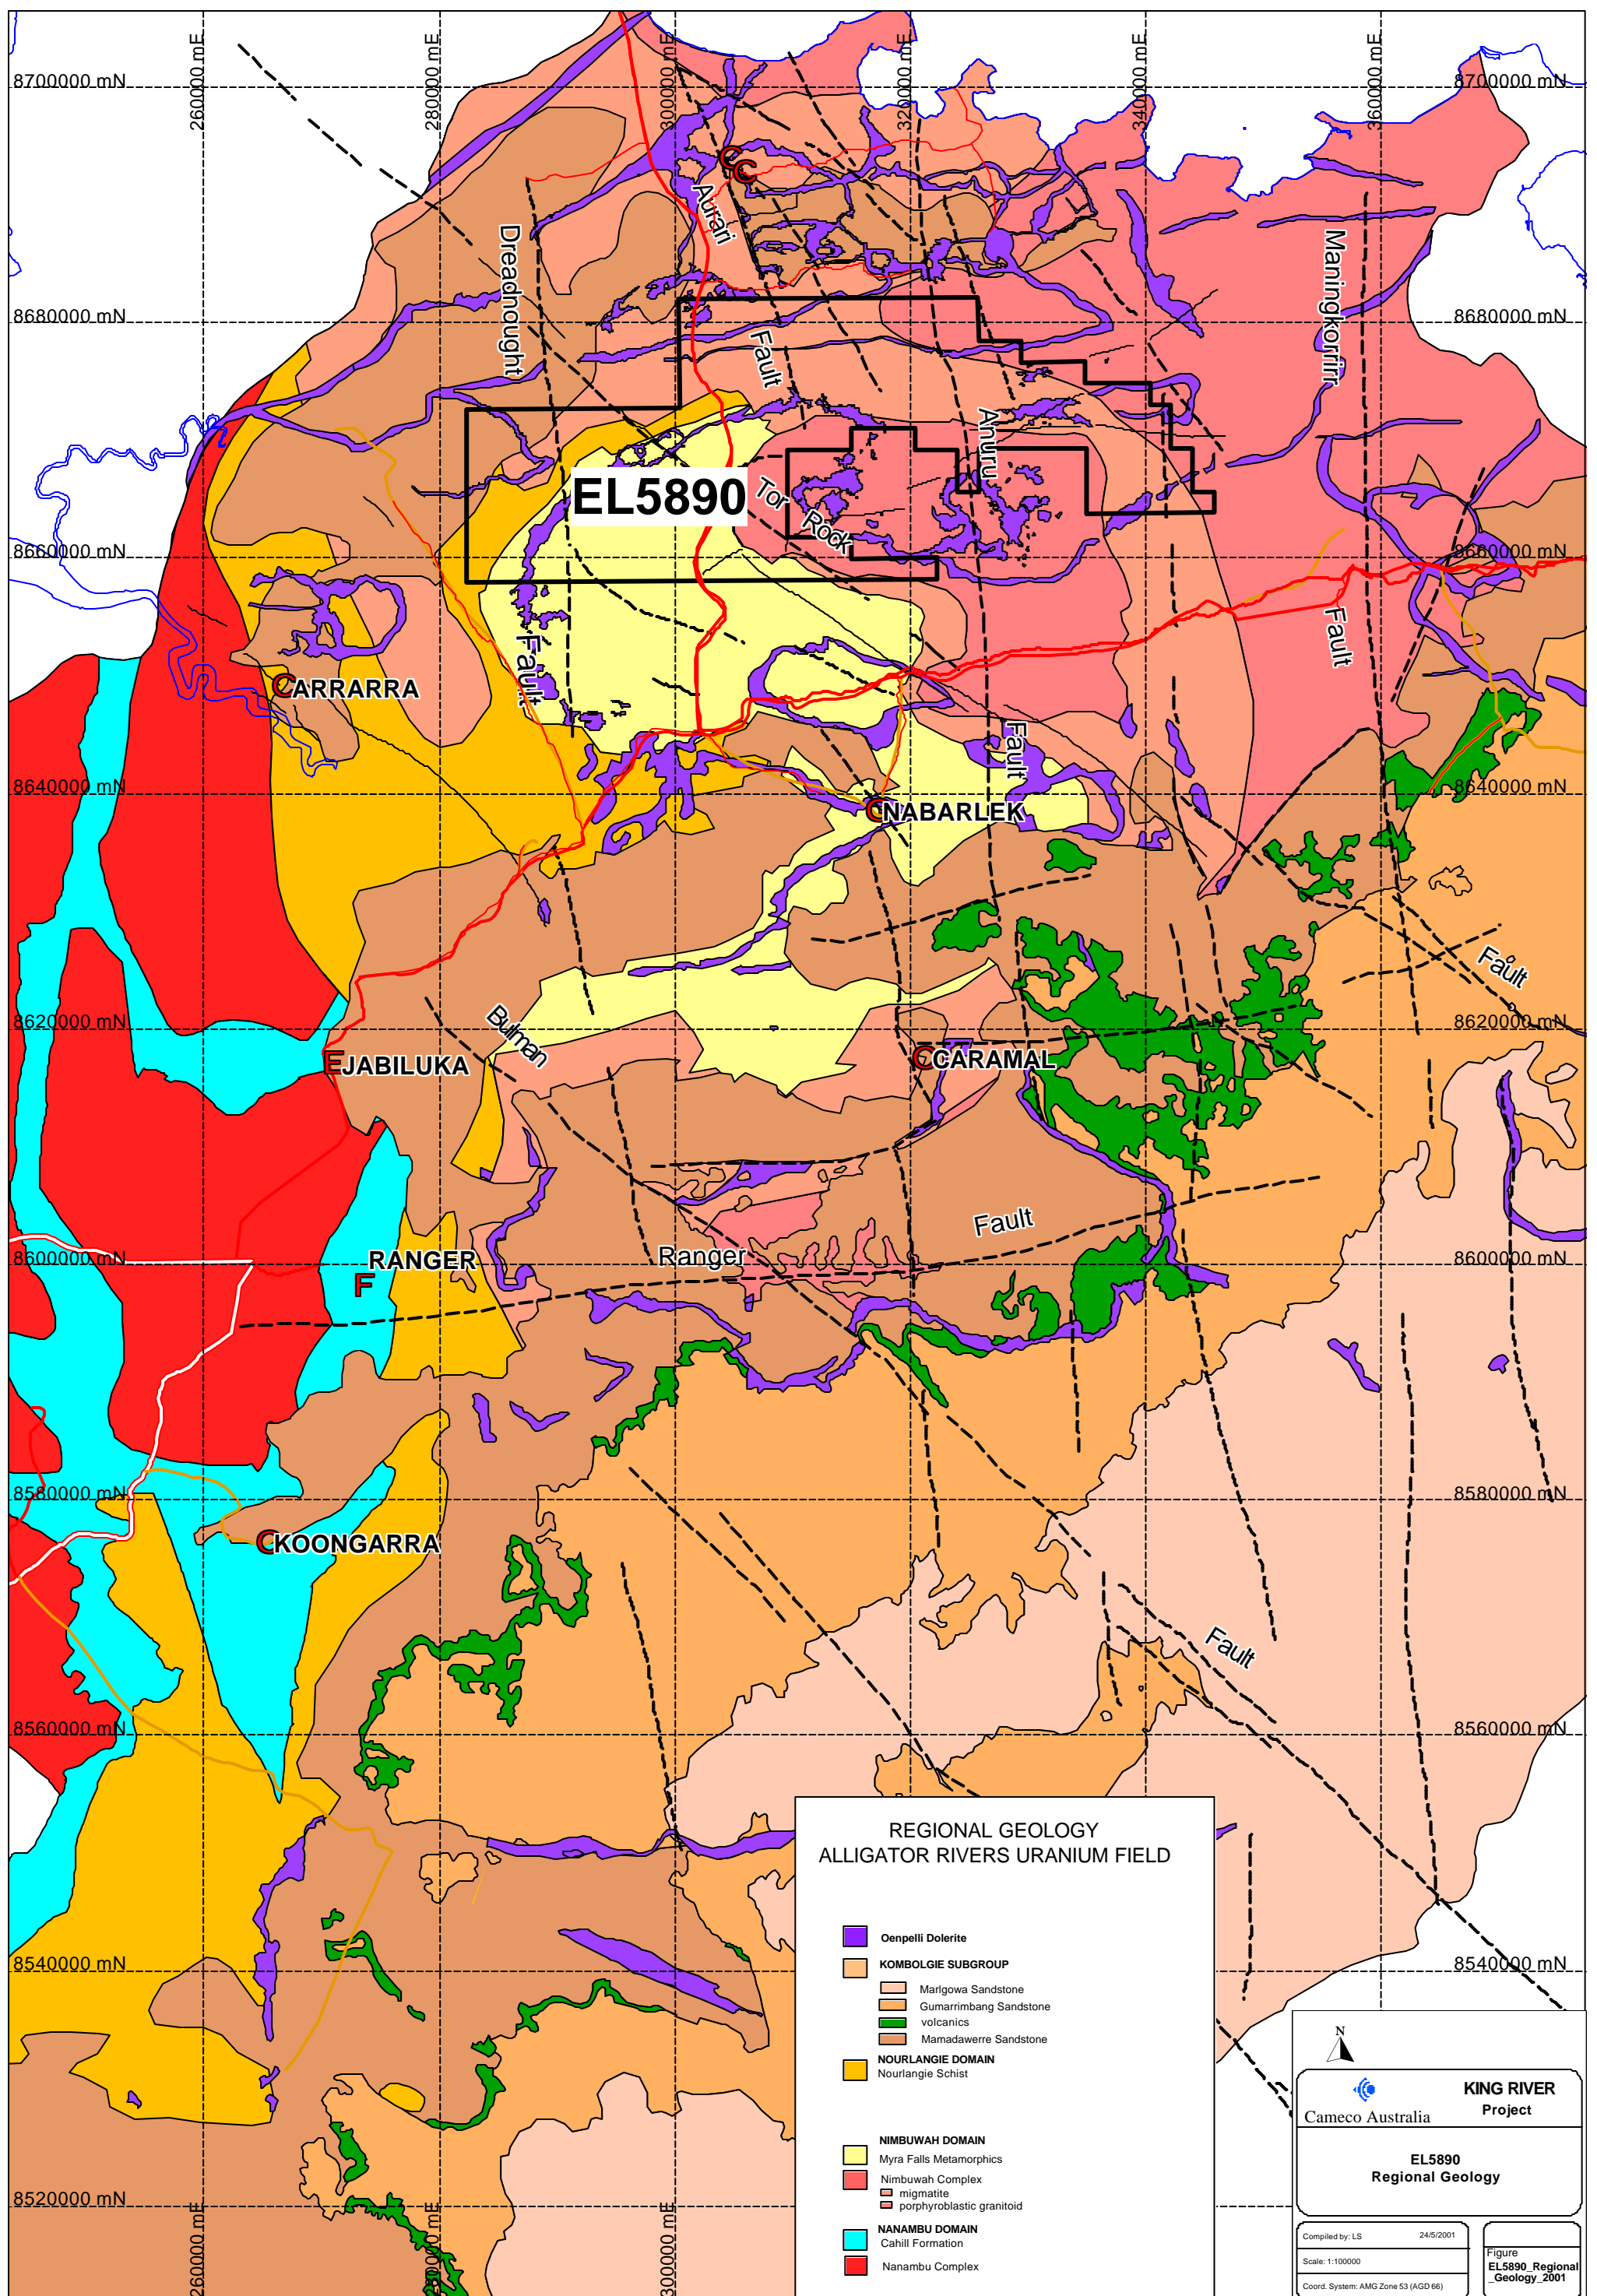 260000 mE
280000 mE
300000 mE
320000 mE
340000 mE
360000 mE
8700000 mN
8700000 mN
C
C
Aurari
Dreadnought
Maningkorrirr
8680000 mN
8680000 mN
Fault
Anuru
EL5890
Tor Rock
8660000 mN
8660000 mN
Fault
Fault
CARRARRA
Fault
8640000 mN
8640000 mN
C NABARLEK
Fault
8620000 mN
8620000 mN
Bulman
E JABILUKA
C CARAMAL
Fault
Ranger
RANGER
F
8600000 mN
8600000 mN
8580000 mN
8580000 mN
C KOONGARRA
Fault
8560000 mN
8560000 mN
REGIONAL GEOLOGY
ALLIGATOR RIVERS URANIUM FIELD
Oenpelli Dolerite
KOMBOLGIE SUBGROUP
Marlgowa Sandstone
Gumarrimbang Sandstone
volcanics
Mamadawerre Sandstone
NOURLANGIE DOMAIN
Nourlangie Schist
NIMBUWAH DOMAIN
Myra Falls Metamorphics
Nimbuwah Complex
migmatite
porphyroblastic granitoid
NANAMBU DOMAIN
Cahill Formation
Nanambu Complex
8540000 mN
8540000 mN
8520000 mN
260000 mE
280000 mE
300000 mE
N
Cameco Australia
KING RIVER
Project
EL5890
Regional Geology
Compiled by: LS 24/5/2001
Scale: 1:100000
Coord. System: AMG Zone 53 (AGD 66)
Figure
EL5890_Regional
_Geology_2001